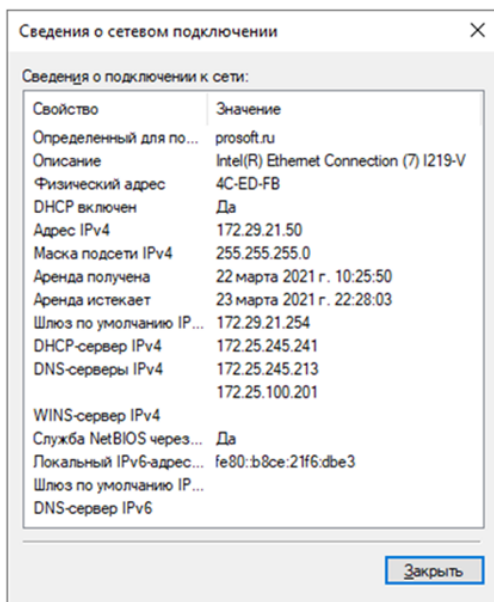 Сведения о сетевом подключении
Сведения о подключении к сети:
Свойство Значение
Определенный для по... prosoft.ru
Описание Intel(R) Ethernet Connection (7) I219-V
Физический адрес 4C-ED-FB
DHCP включен Да
Адрес IPv4 172.29.21.50
Маска подсети IPv4 255.255.255.0
Аренда получена 22 марта 2021 г. 10:25:50
Аренда истекает 23 марта 2021 г. 22:28:03
Шлюз по умолчанию IP... 172.29.21.254
DHCP-сервер IPv4 172.25.245.241
DNS-серверы IPv4 172.25.245.213
172.25.100.201
WINS-сервер IPv4
Служба NetBIOS через... Да
Локальный IPv6-адрес... fe80::b8ce:21f6:dbe3
Шлюз по умолчанию IP...
DNS-сервер IPv6
Закрыть